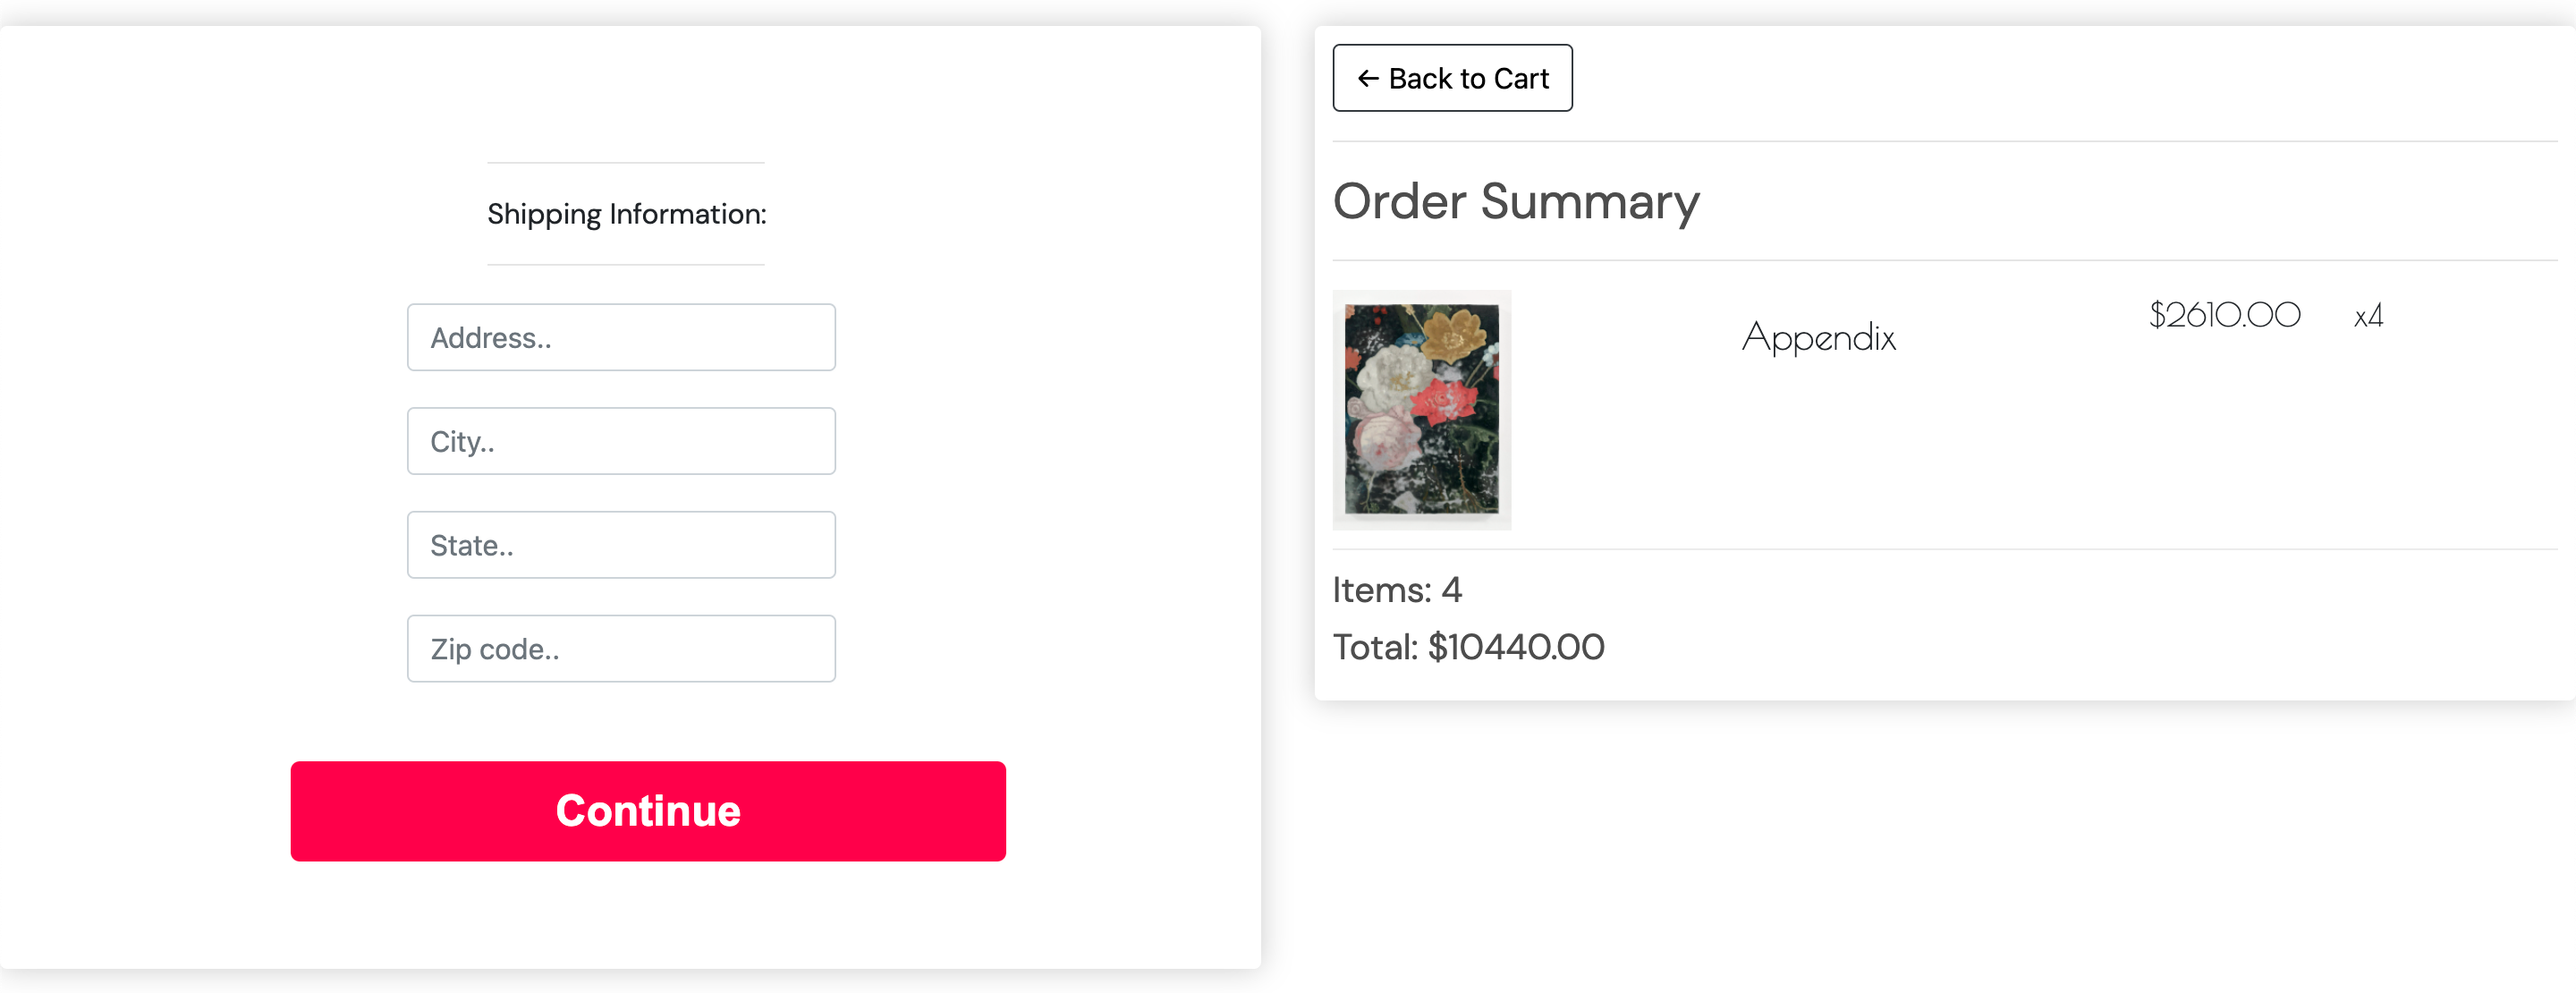 Shipping Information:
Address..
City..
State..
Zip code..
Continue
← Back to Cart
Order Summary
Appendix
$2610.00 x4
Items: 4
Total: $10440.00